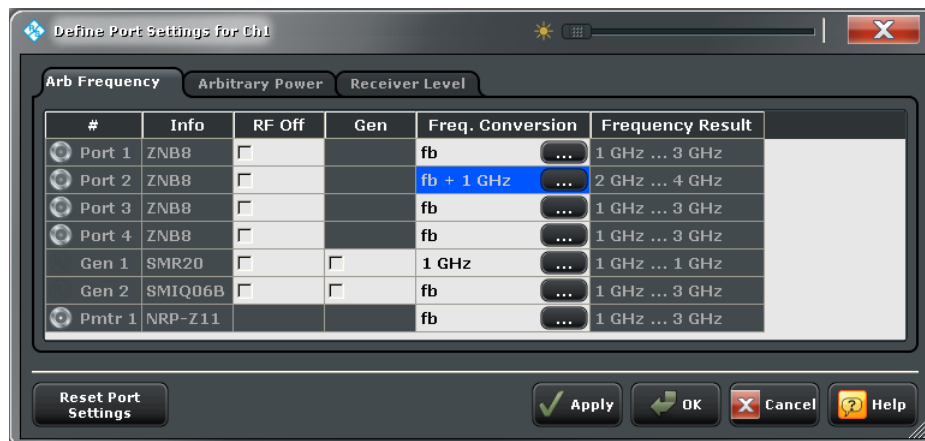 Define Port Settings for Ch1
Arb Frequency Arbitrary Power Receiver Level
# Info RF Off Gen Freq. Conversion Frequency Result
Port 1 ZNB8 fb ... 1 GHz ... 3 GHz
Port 2 ZNB8 fb + 1 GHz ... 2 GHz ... 4 GHz
Port 3 ZNB8 fb ... 1 GHz ... 3 GHz
Port 4 ZNB8 fb ... 1 GHz ... 3 GHz
Gen 1 SMR20 1 GHz ... 1 GHz ... 1 GHz
Gen 2 SMIQ06B fb ... 1 GHz ... 3 GHz
Pmtr 1 NRP-Z11 fb ... 1 GHz ... 3 GHz
Reset Port
Settings
Apply OK Cancel Help